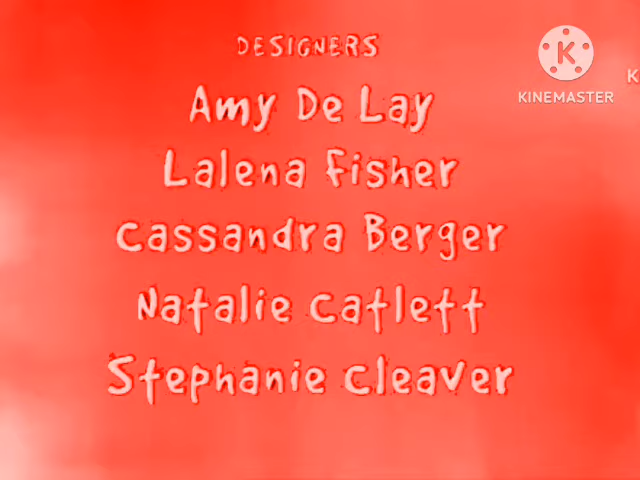 DESIGNERS
Amy De Lay
Lalena Fisher
Cassandra Berger
Natalie Catlett
Stephanie Cleaver
K
KINEMASTER
K